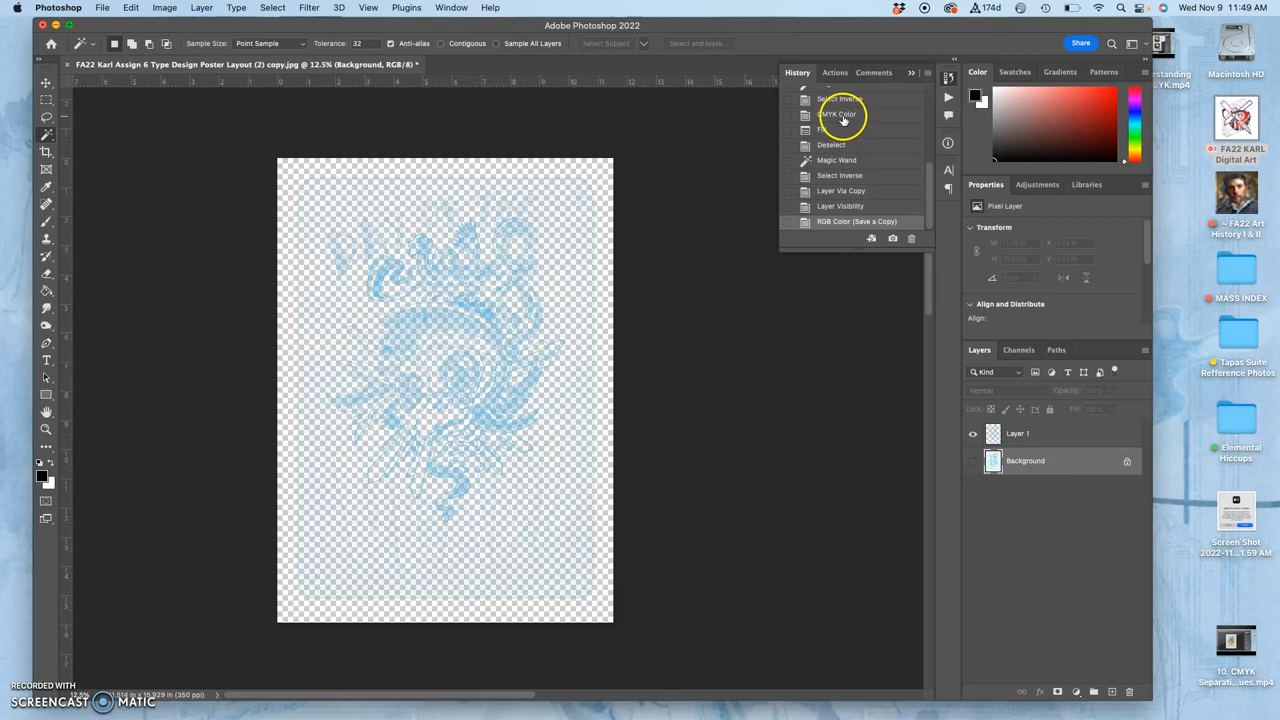 Photoshop File Edit Image Layer Type Select Filter 3D View Plugins Window Help
174d Wed Nov 9 11:49 AM
Adobe Photoshop 2022
Sample Size: Point Sample Tolerance: 32 Anti-alias Contiguous Sample All Layers Select Subject Select and Mask... Share
FA22 Karl Assign 6 Type Design Poster Layout (2) copy.jpg @ 12.5% (Background, RGB/8) *
History Actions Comments
Select Inverse
CMYK Color
Deselect
Magic Wand
Select Inverse
Layer Via Copy
Layer Visibility
RGB Color (Save a Copy)
Color Swatches Gradients Patterns
Properties Adjustments Libraries
Pixel Layer
Transform
Align and Distribute
Align:
Layers Channels Paths
Kind
Normal Opacity: 100%
Lock: Fill: 100%
Layer 1
Background
Macintosh HD
FA22 KARL
Digital Art
~ FA22 Art
History I & II
MASS INDEX
Tapas Suite
Refference Photos
Elemental
Hiccups
Screen Shot
2022-11...1.59 AM
10. CMYK
Separati...ues.mp4
RECORDED WITH
SCREENCAST MATIC